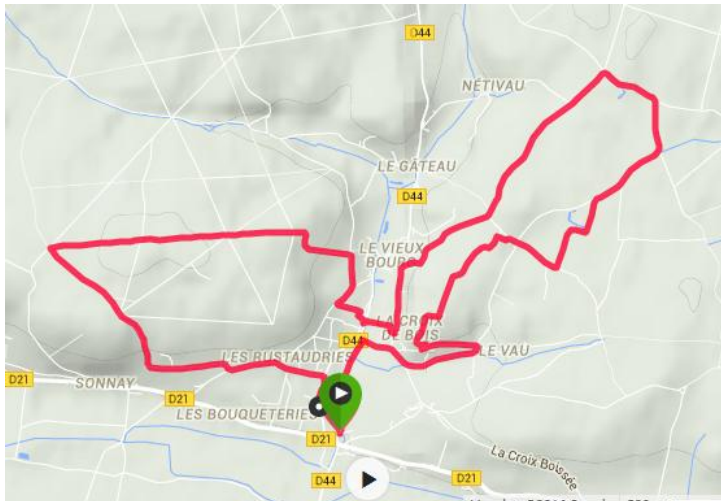 D44
NÉTIVAU
LE GÂTEAU
D44
LE VIEUX
BOURG
LA CROIX
DE BOIS
D44
LES RUSTAUDRIES
LE VAU
D21
SONNAY
D21
LES BOUQUETERIES
D21
La Croix Boissée
D44
D21